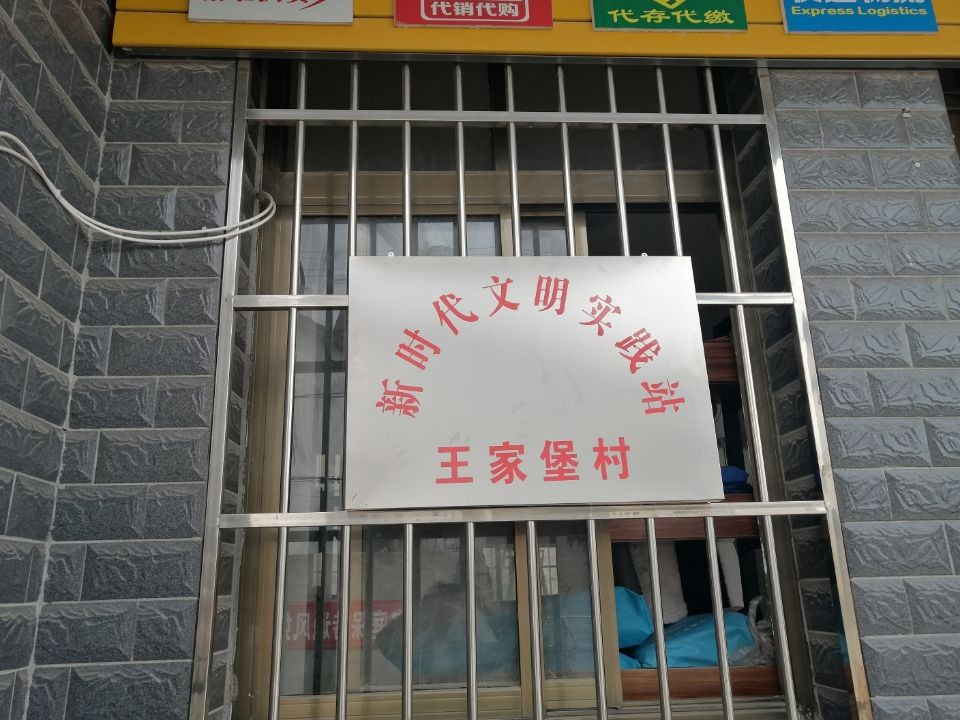 代销代购
代存代缴
Express Logistics
新时代文明实践站
王家堡村